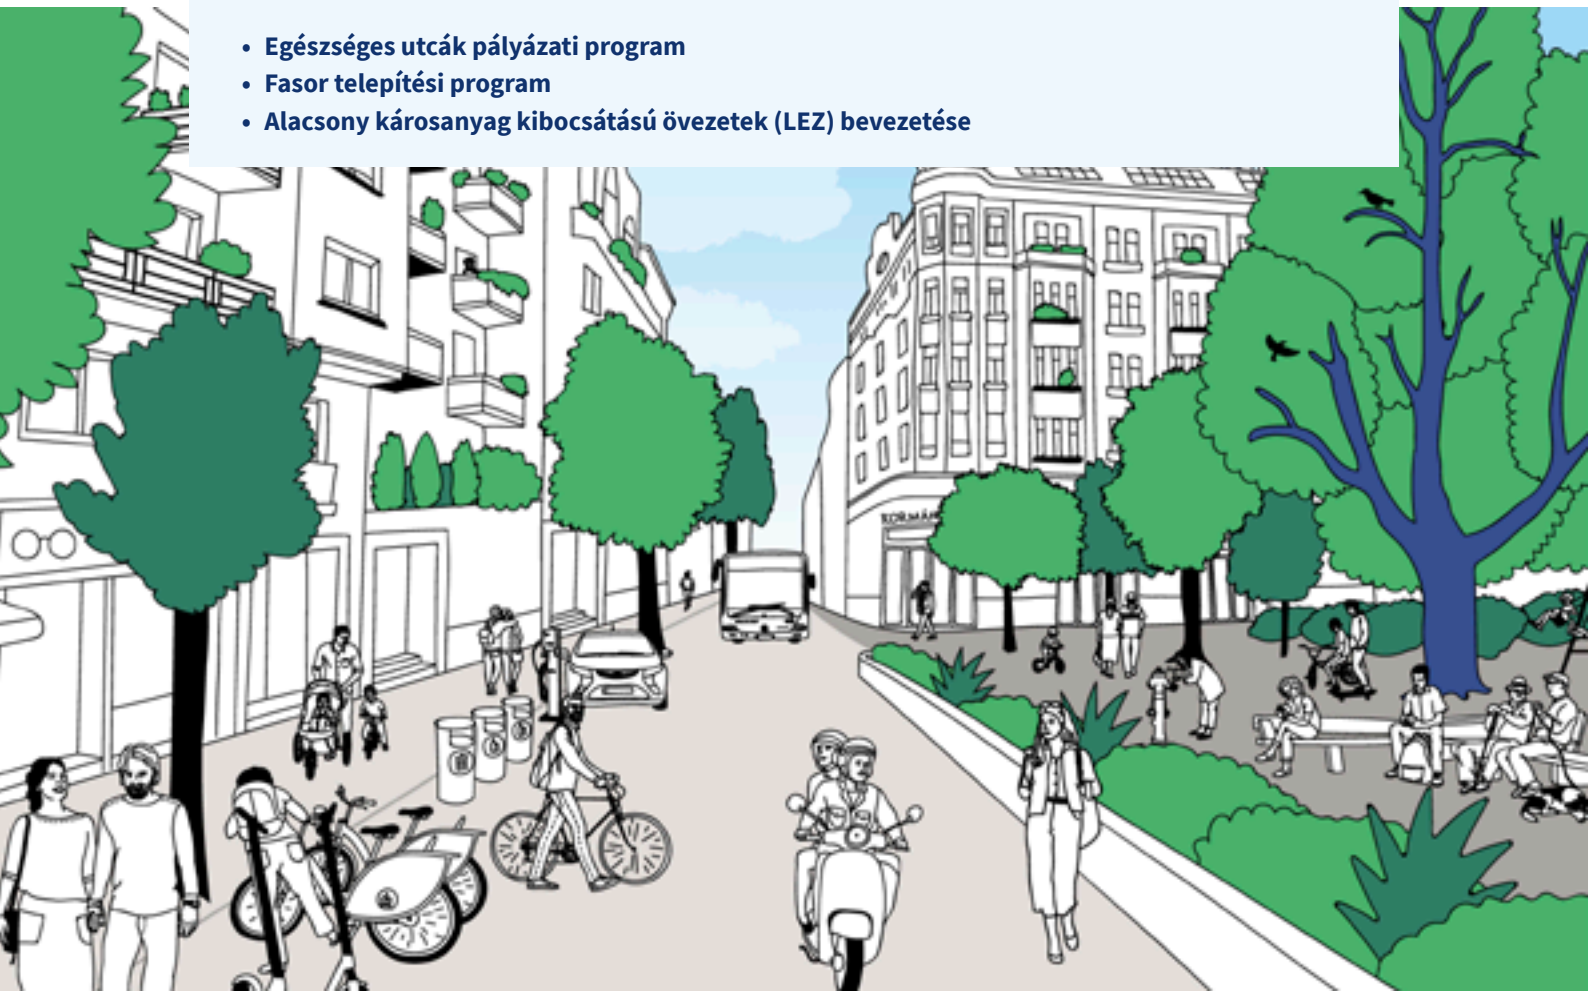 • Egészséges utcák pályázati program
• Fasor telepítési program
• Alacsony károsanyag kibocsátású övezetek (LEZ) bevezetése